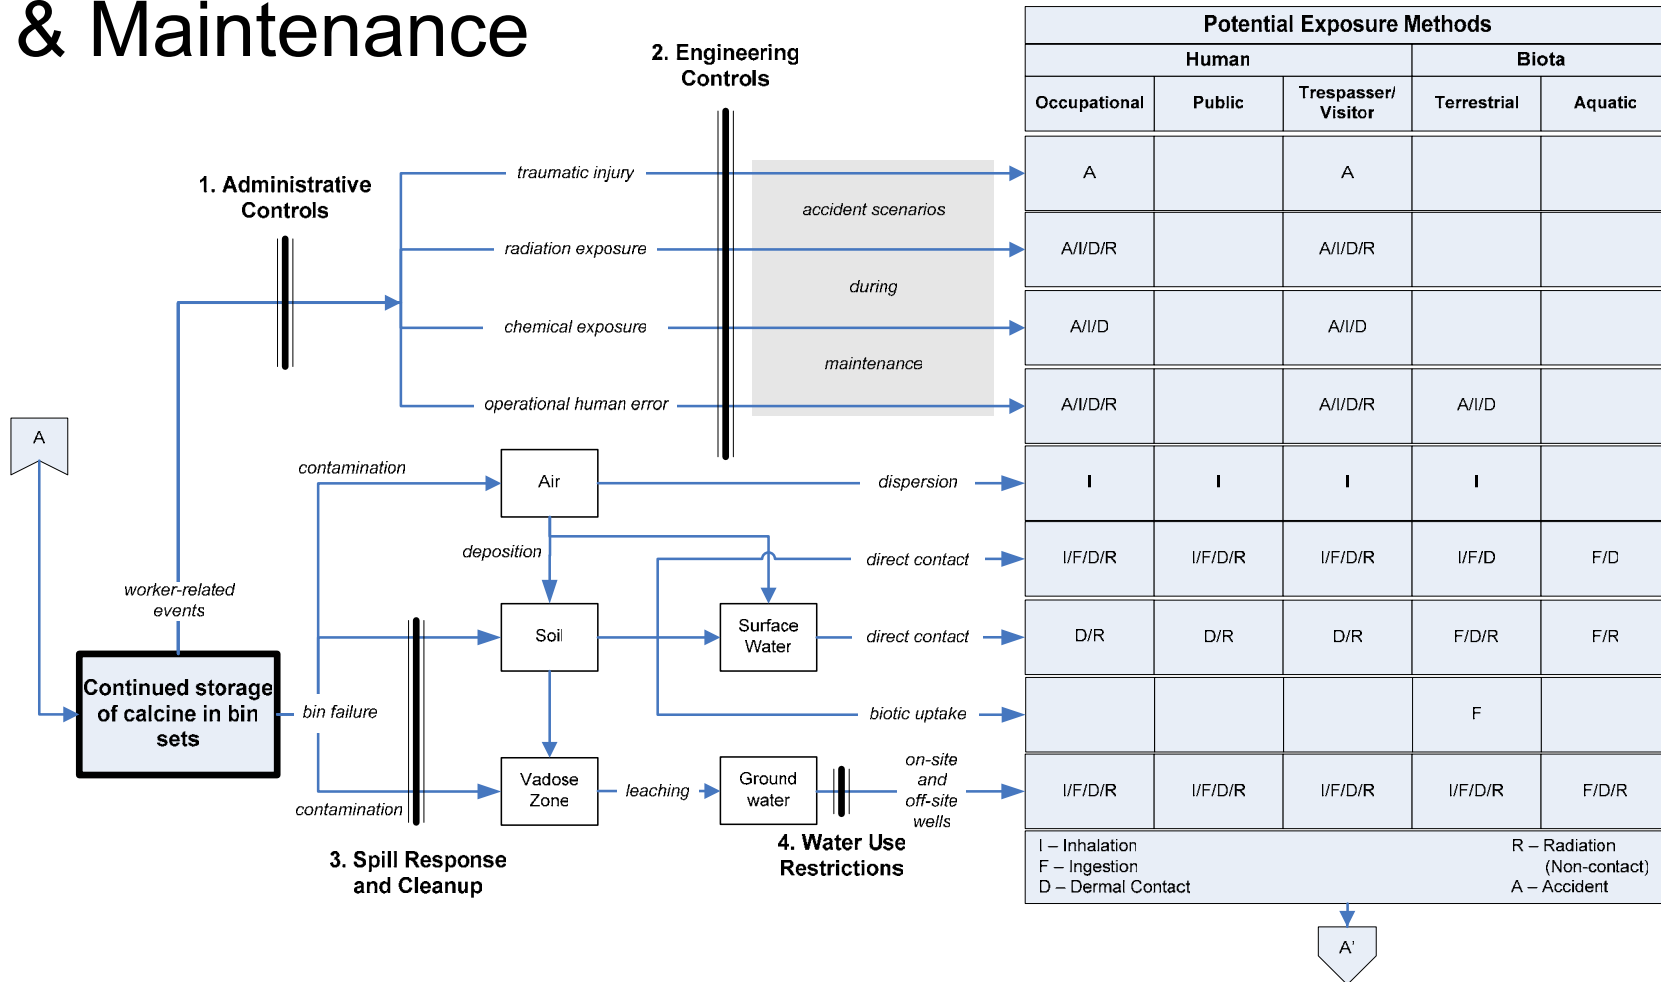 & Maintenance
2. Engineering
Controls
1. Administrative
Controls
traumatic injury
accident scenarios
radiation exposure
during
chemical exposure
maintenance
operational human error
A
contamination
Air
dispersion
deposition
direct contact
worker-related
events
Soil
Surface
Water
direct contact
Continued storage
of calcine in bin
sets
bin failure
biotic uptake
contamination
Vadose
Zone
leaching
Ground
water
on-site
and
off-site
wells
3. Spill Response
and Cleanup
4. Water Use
Restrictions
Potential Exposure Methods
Human Biota
Occupational Public Trespasser/
Visitor Terrestrial Aquatic
A A
A/I/D/R A/I/D/R
A/I/D A/I/D
A/I/D/R A/I/D/R A/I/D
I I I I
I/F/D/R I/F/D/R I/F/D/R I/F/D F/D
D/R D/R D/R F/D/R F/R
F
I/F/D/R I/F/D/R I/F/D/R I/F/D/R F/D/R
I – Inhalation R – Radiation
F – Ingestion (Non-contact)
D – Dermal Contact A – Accident
A'